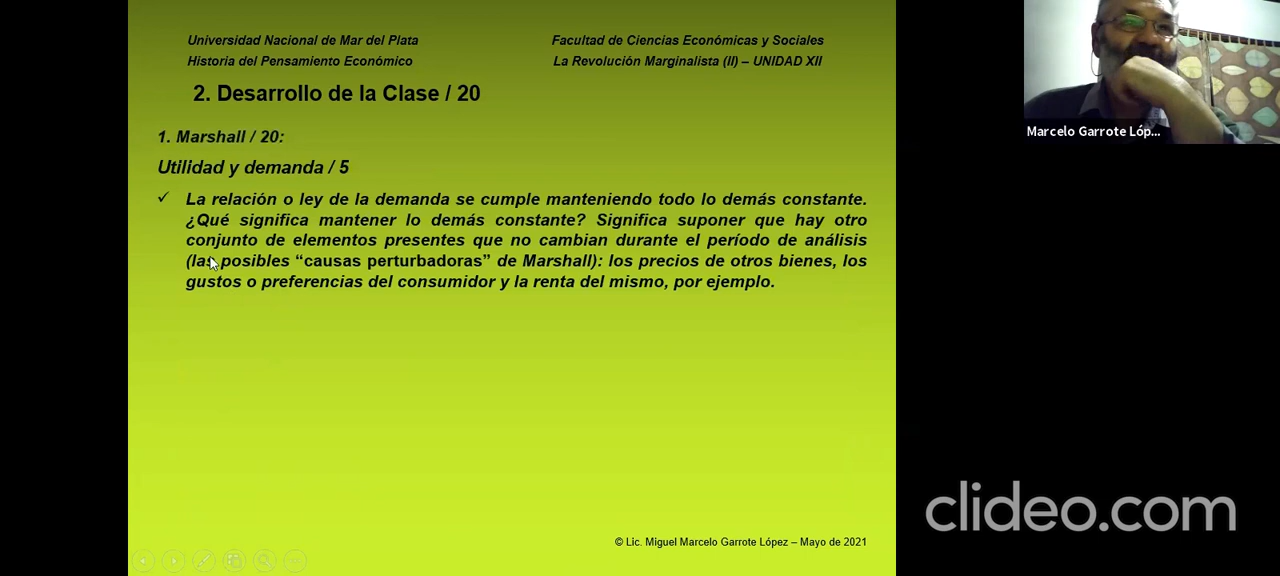 Universidad Nacional de Mar del Plata
Facultad de Ciencias Económicas y Sociales
Historia del Pensamiento Económico
La Revolución Marginalista (II) – UNIDAD XII
2. Desarrollo de la Clase / 20
1. Marshall / 20:
Utilidad y demanda / 5
✓ La relación o ley de la demanda se cumple manteniendo todo lo demás constante.
¿Qué significa mantener lo demás constante? Significa suponer que hay otro
conjunto de elementos presentes que no cambian durante el período de análisis
(las posibles “causas perturbadoras” de Marshall): los precios de otros bienes, los
gustos o preferencias del consumidor y la renta del mismo, por ejemplo.
© Lic. Miguel Marcelo Garrote López – Mayo de 2021
Marcelo Garrote Lóp...
clideo.com